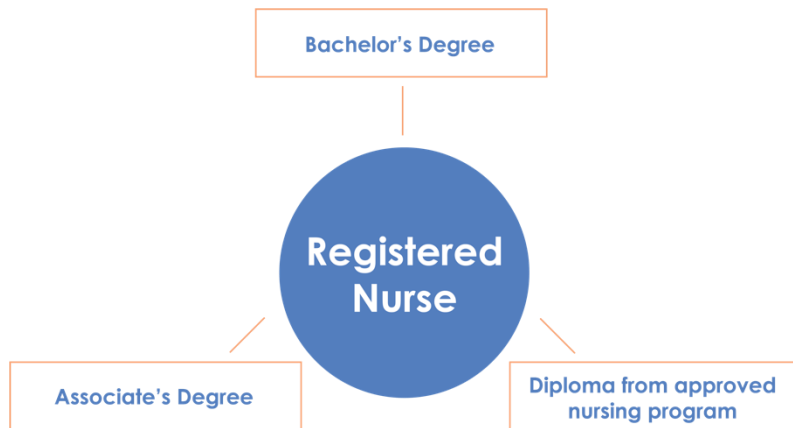 Bachelor’s Degree
Registered
Nurse
Associate’s Degree
Diploma from approved
nursing program